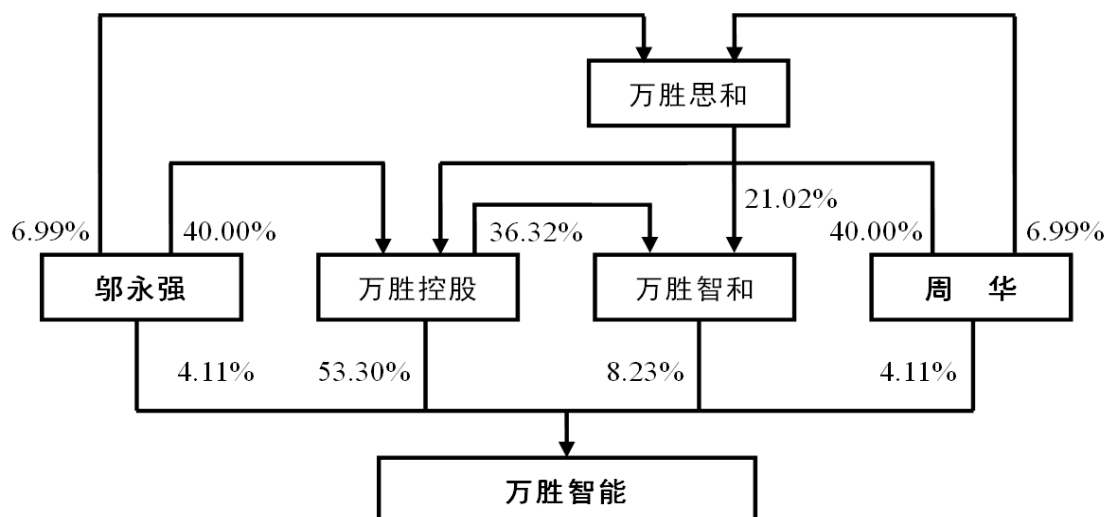 万胜思和
21.02%
6.99%
40.00%
36.32%
40.00%
6.99%
邬永强
万胜控股
万胜智和
周 华
4.11%
53.30%
8.23%
4.11%
万胜智能